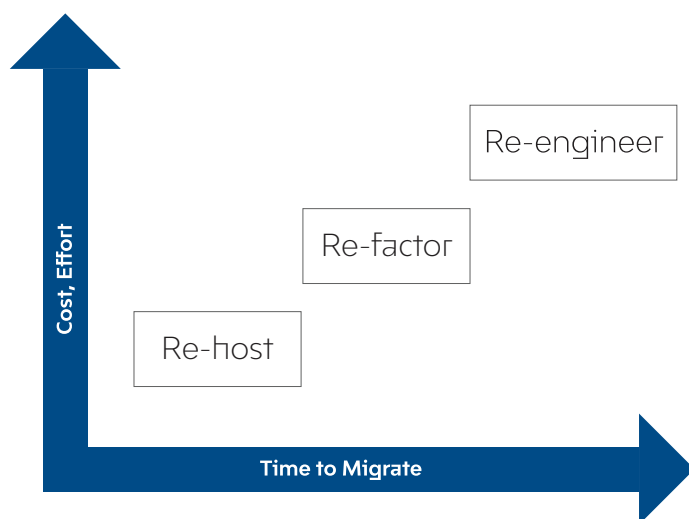 Re-engineer
Re-factor
Re-host
Cost, Effort
Time to Migrate